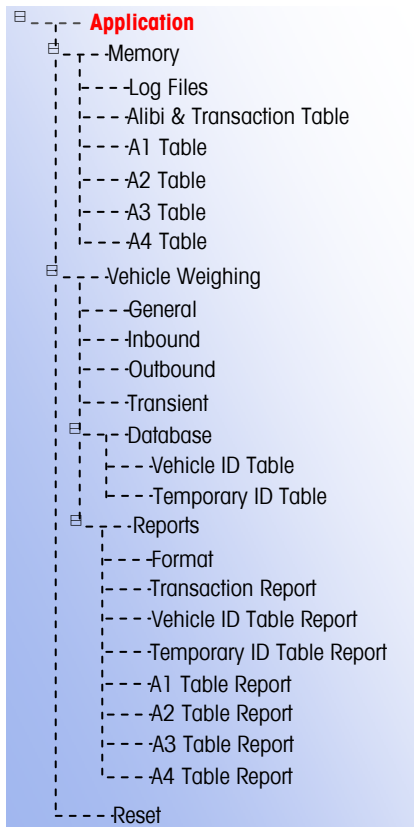 Application
Memory
Log Files
Alibi & Transaction Table
A1 Table
A2 Table
A3 Table
A4 Table
Vehicle Weighing
General
Inbound
Outbound
Transient
Database
Vehicle ID Table
Temporary ID Table
Reports
Format
Transaction Report
Vehicle ID Table Report
Temporary ID Table Report
A1 Table Report
A2 Table Report
A3 Table Report
A4 Table Report
Reset